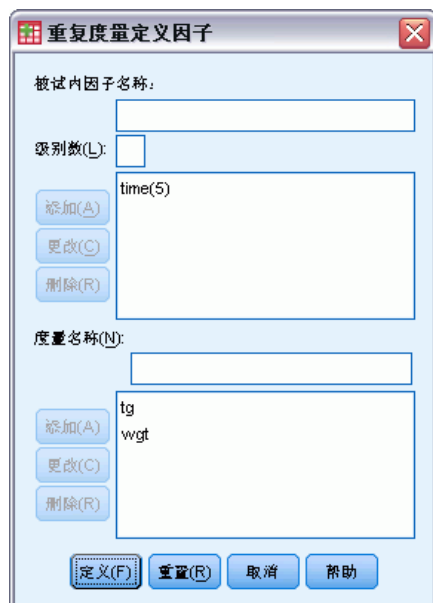 重复度量定义因子
被试内因子名称：
级别数(L):
time(5)
添加(A)
更改(C)
删除(R)
度量名称(N):
tg
wgt
添加(A)
更改(C)
删除(R)
定义(F) 重置(R) 取消 帮助